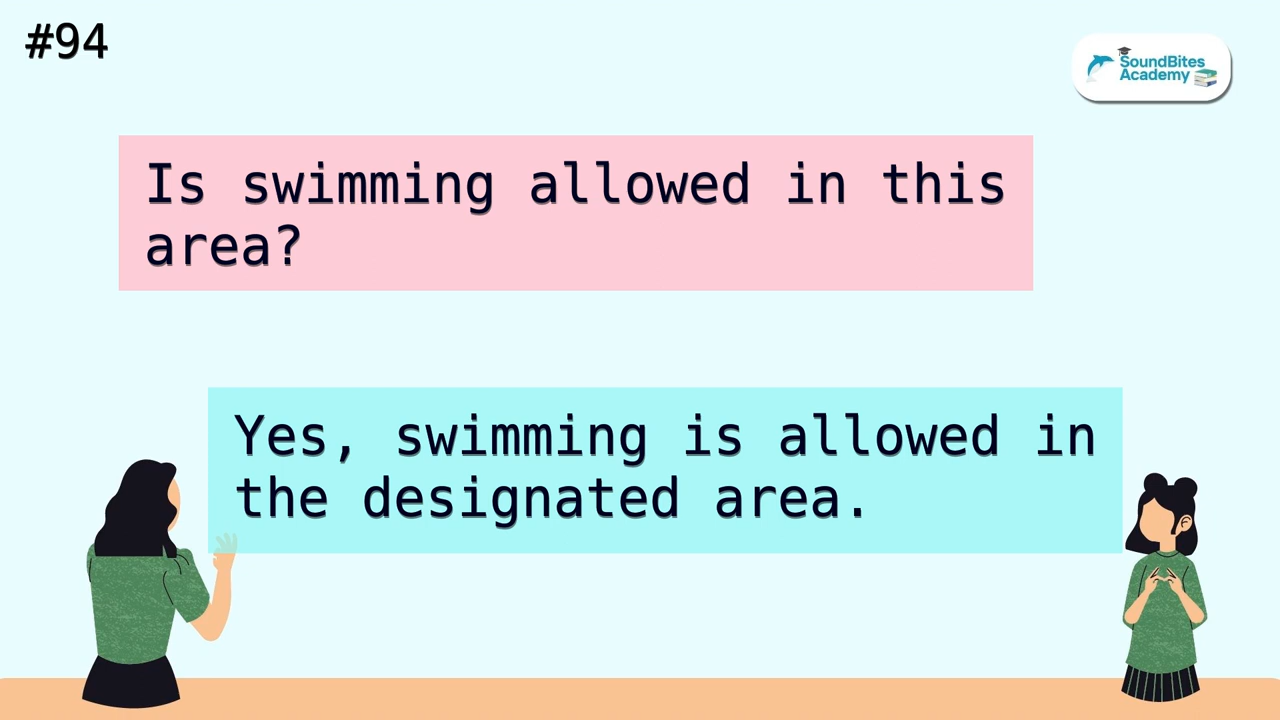 #94
SoundBites
Academy
Is swimming allowed in this
area?
Yes, swimming is allowed in
the designated area.